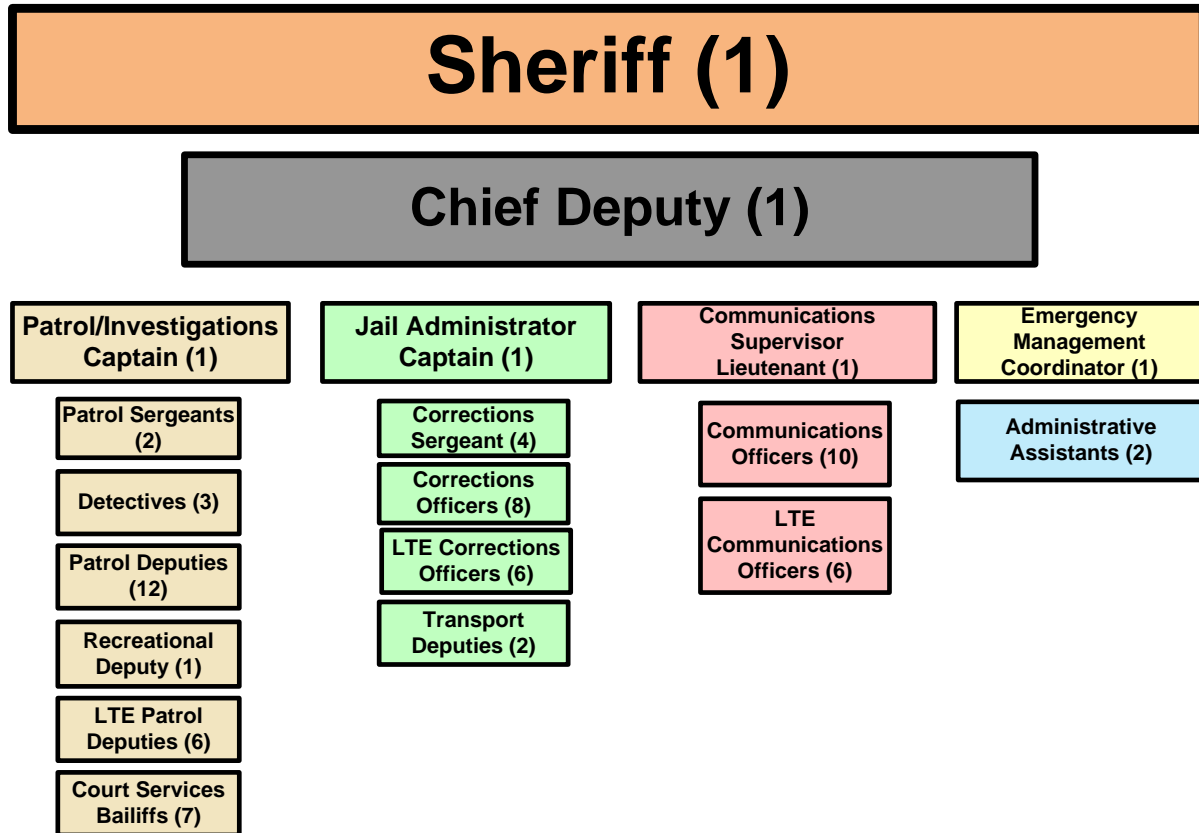 Sheriff (1)
Chief Deputy (1)
Patrol/Investigations
Captain (1)
Patrol Sergeants
(2)
Detectives (3)
Patrol Deputies
(12)
Recreational
Deputy (1)
LTE Patrol
Deputies (6)
Court Services
Bailiffs (7)
Jail Administrator
Captain (1)
Corrections
Sergeant (4)
Corrections
Officers (8)
LTE Corrections
Officers (6)
Transport
Deputies (2)
Communications
Supervisor
Lieutenant (1)
Communications
Officers (10)
LTE
Communications
Officers (6)
Emergency
Management
Coordinator (1)
Administrative
Assistants (2)